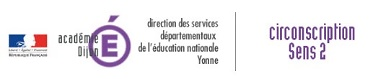 académie
Dijon
direction des services
départementaux
de l'éducation nationale
Yonne
circonscription
Sens 2